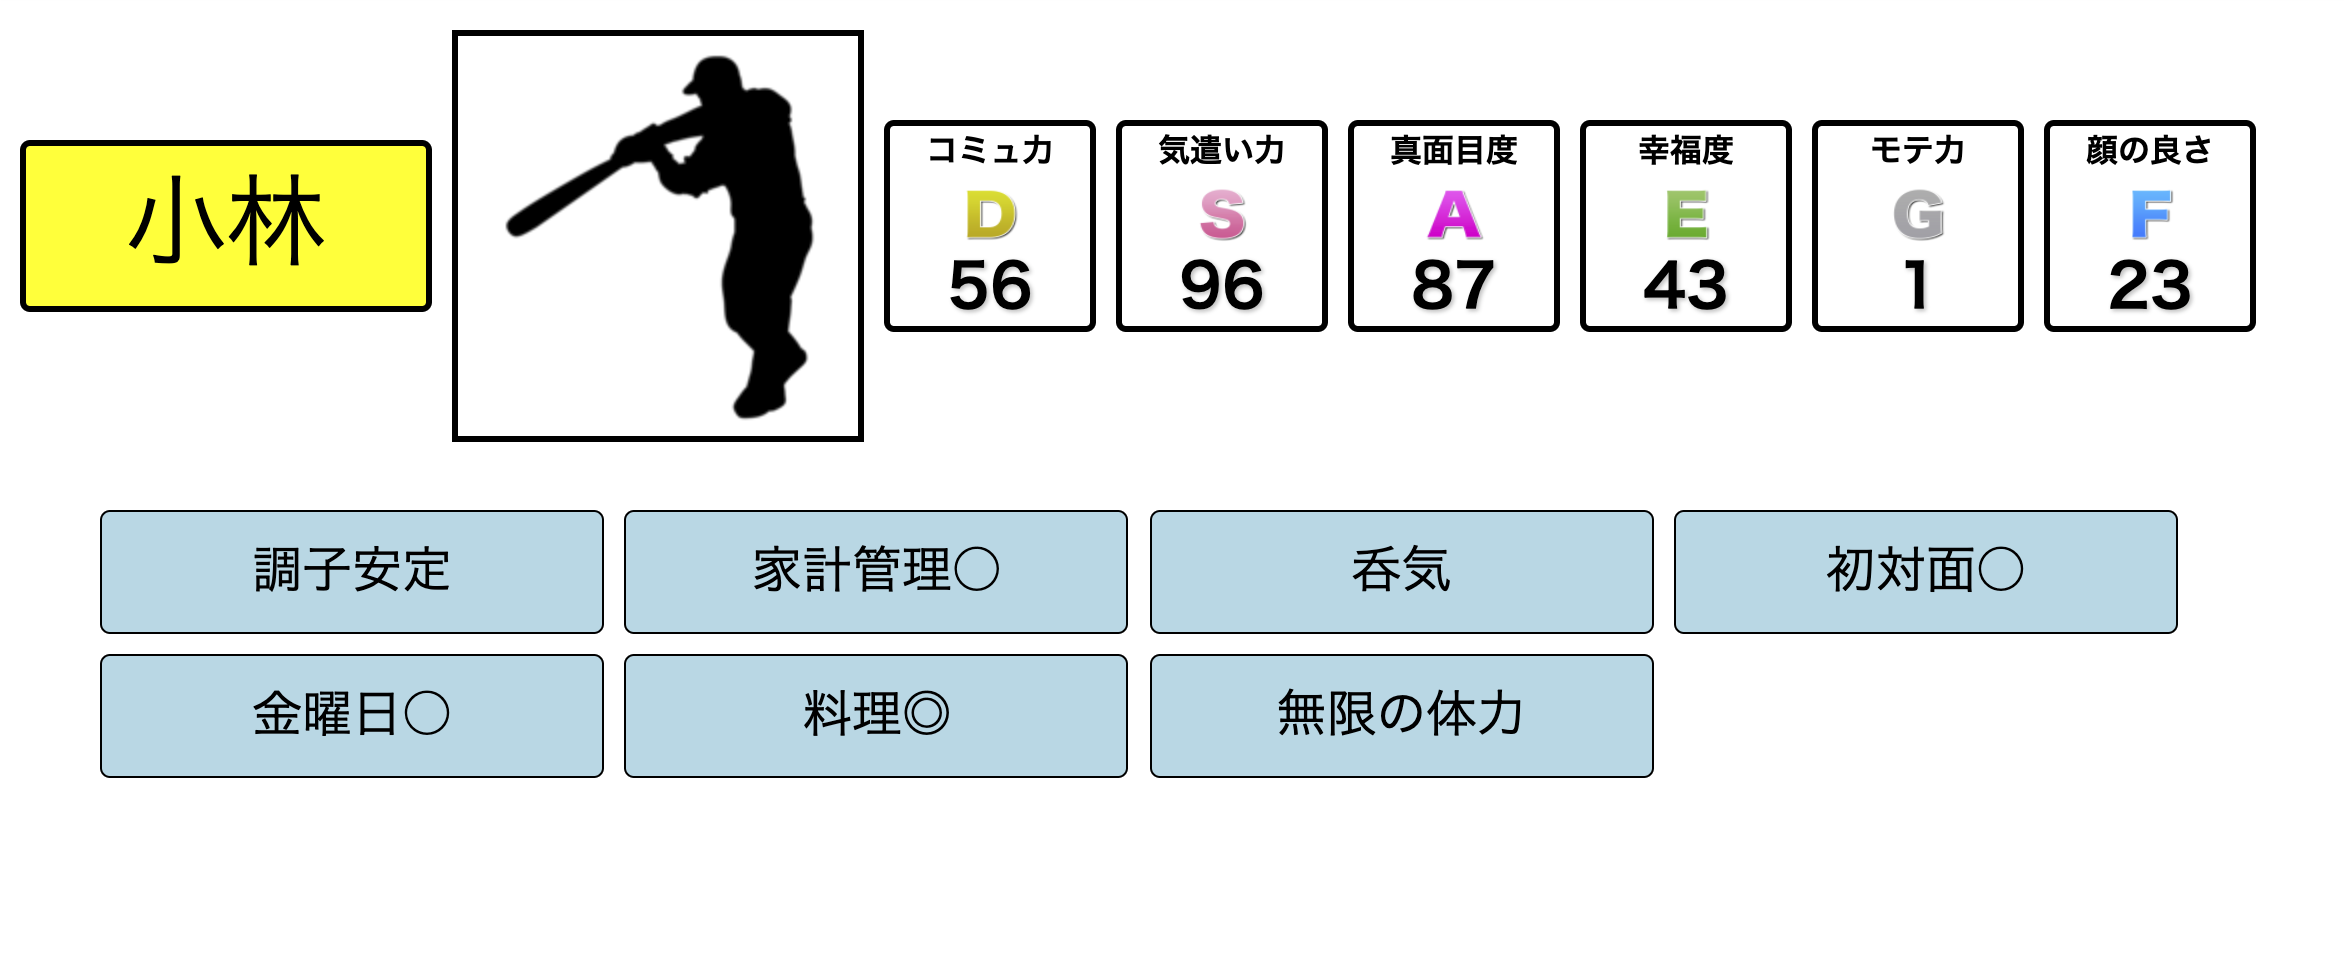 小林
コミュ力
D
56
気遣い力
S
96
真面目度
A
87
幸福度
E
43
モテ力
G
1
顔の良さ
F
23
調子安定
家計管理○
呑気
初対面○
金曜日○
料理◎
無限の体力